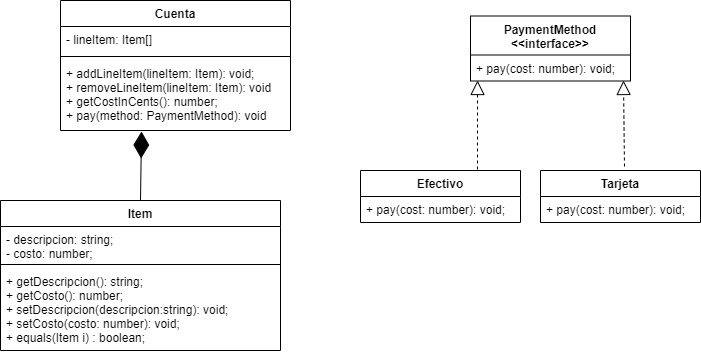 Cuenta
- lineItem: Item[]
+ addLineItem(lineItem: Item): void;
+ removeLineItem(lineItem: Item): void
+ getCostInCents(): number;
+ pay(method: PaymentMethod): void
Item
- descripcion: string;
- costo: number;
+ getDescripcion(): string;
+ getCosto(): number;
+ setDescripcion(descripcion:string): void;
+ setCosto(costo: number): void;
+ equals(Item i) : boolean;
PaymentMethod
<<interface>>
+ pay(cost: number): void;
Efectivo
+ pay(cost: number): void;
Tarjeta
+ pay(cost: number): void;